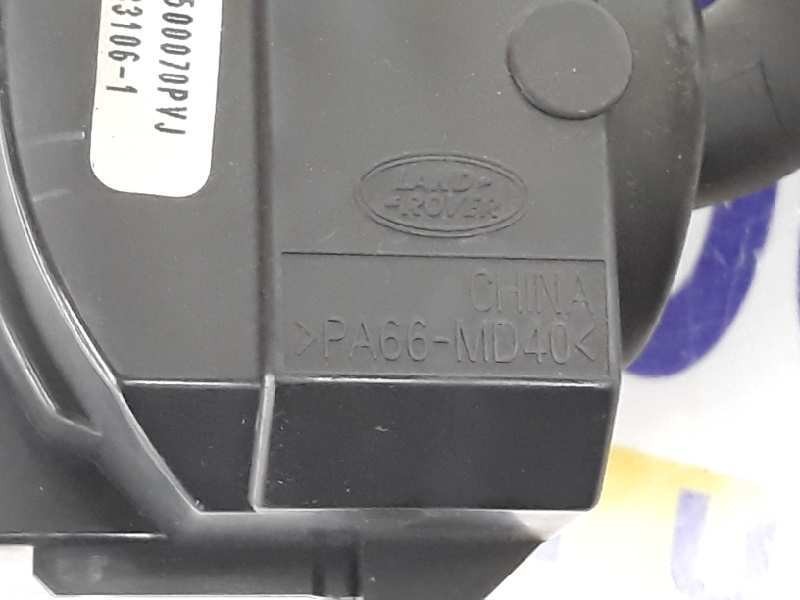 500070PVJ
3106-1
LAND-
-ROVER
CHINA
>PA66-MD40<